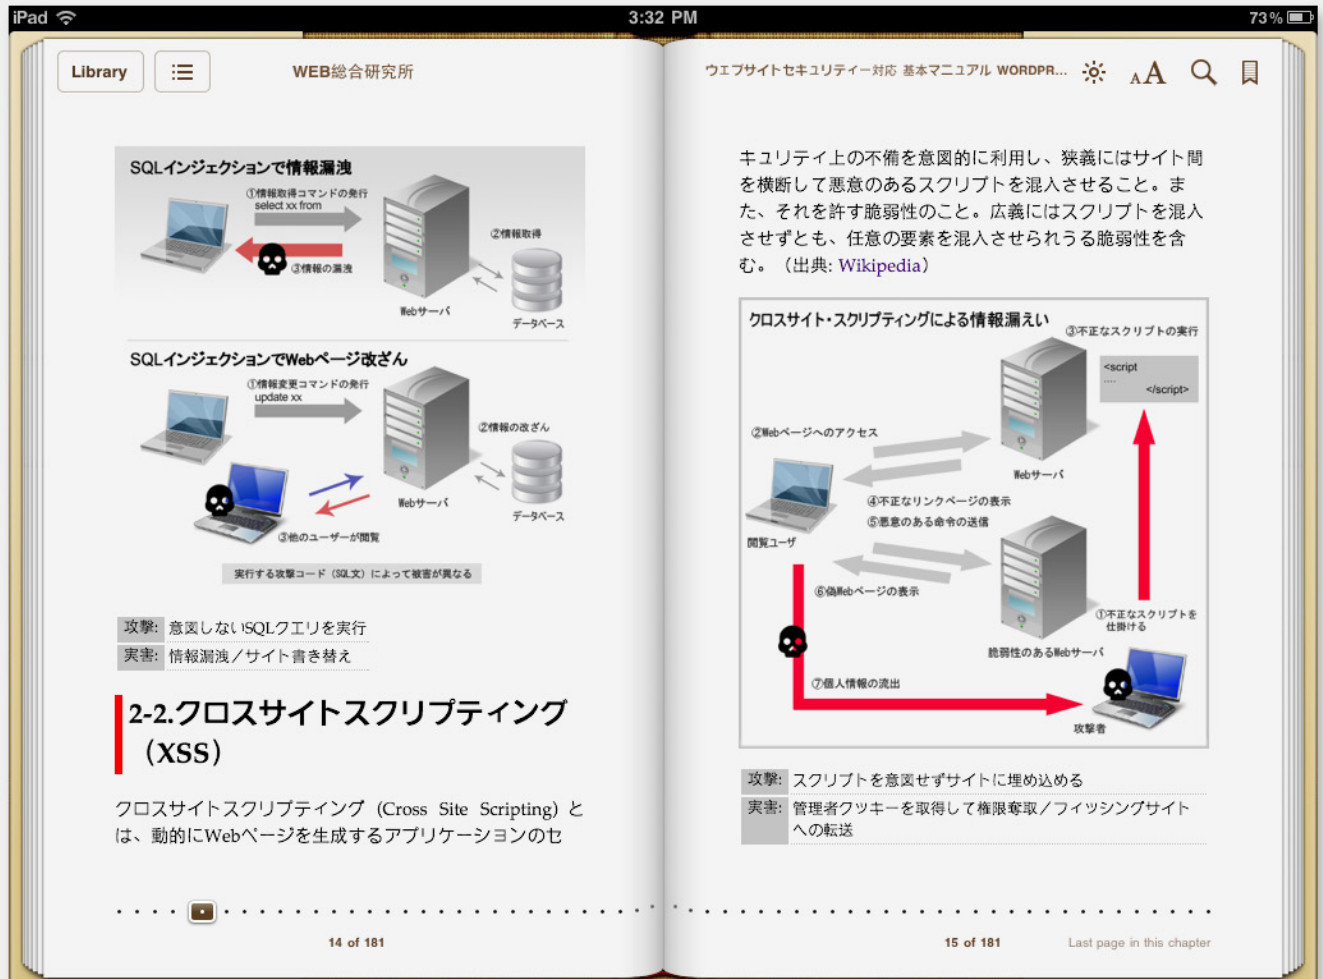 iPad
3:32 PM
73%
Library
WEB総合研究所
SQLインジェクションで情報漏洩
①情報取得コマンドの発行
select xx from
②情報取得
③情報の漏洩
Webサーバ
データベース
SQLインジェクションでWebページ改ざん
①情報変更コマンドの発行
update xx
②情報の改ざん
Webサーバ
データベース
③他のユーザーが閲覧
実行する攻撃コード（SQL文）によって被害が異なる
攻撃: 意図しないSQLクエリを実行
実害: 情報漏洩／サイト書き替え
2-2.クロスサイトスクリプティング
（XSS）
クロスサイトスクリプティング (Cross Site Scripting) と
は、動的にWebページを生成するアプリケーションのセ
14 of 181
ウェブサイトセキュリティー対応 基本マニュアル WORDPR...
AA
キュリティ上の不備を意図的に利用し、狭義にはサイト間
を横断して悪意のあるスクリプトを混入させること。ま
た、それを許す脆弱性のこと。広義にはスクリプトを混入
させずとも、任意の要素を混入させられうる脆弱性を含
む。（出典: Wikipedia）
クロスサイト・スクリプティングによる情報漏えい
③不正なスクリプトの実行
<script
....
</script>
②Webページへのアクセス
Webサーバ
④不正なリンクページの表示
⑤悪意のある命令の送信
閲覧ユーザ
⑥偽Webページの表示
①不正なスクリプトを
仕掛ける
脆弱性のあるWebサーバ
⑦個人情報の流出
攻撃者
攻撃: スクリプトを意図せずサイトに埋め込める
実害: 管理者クッキーを取得して権限奪取／フィッシングサイト
への転送
15 of 181
Last page in this chapter